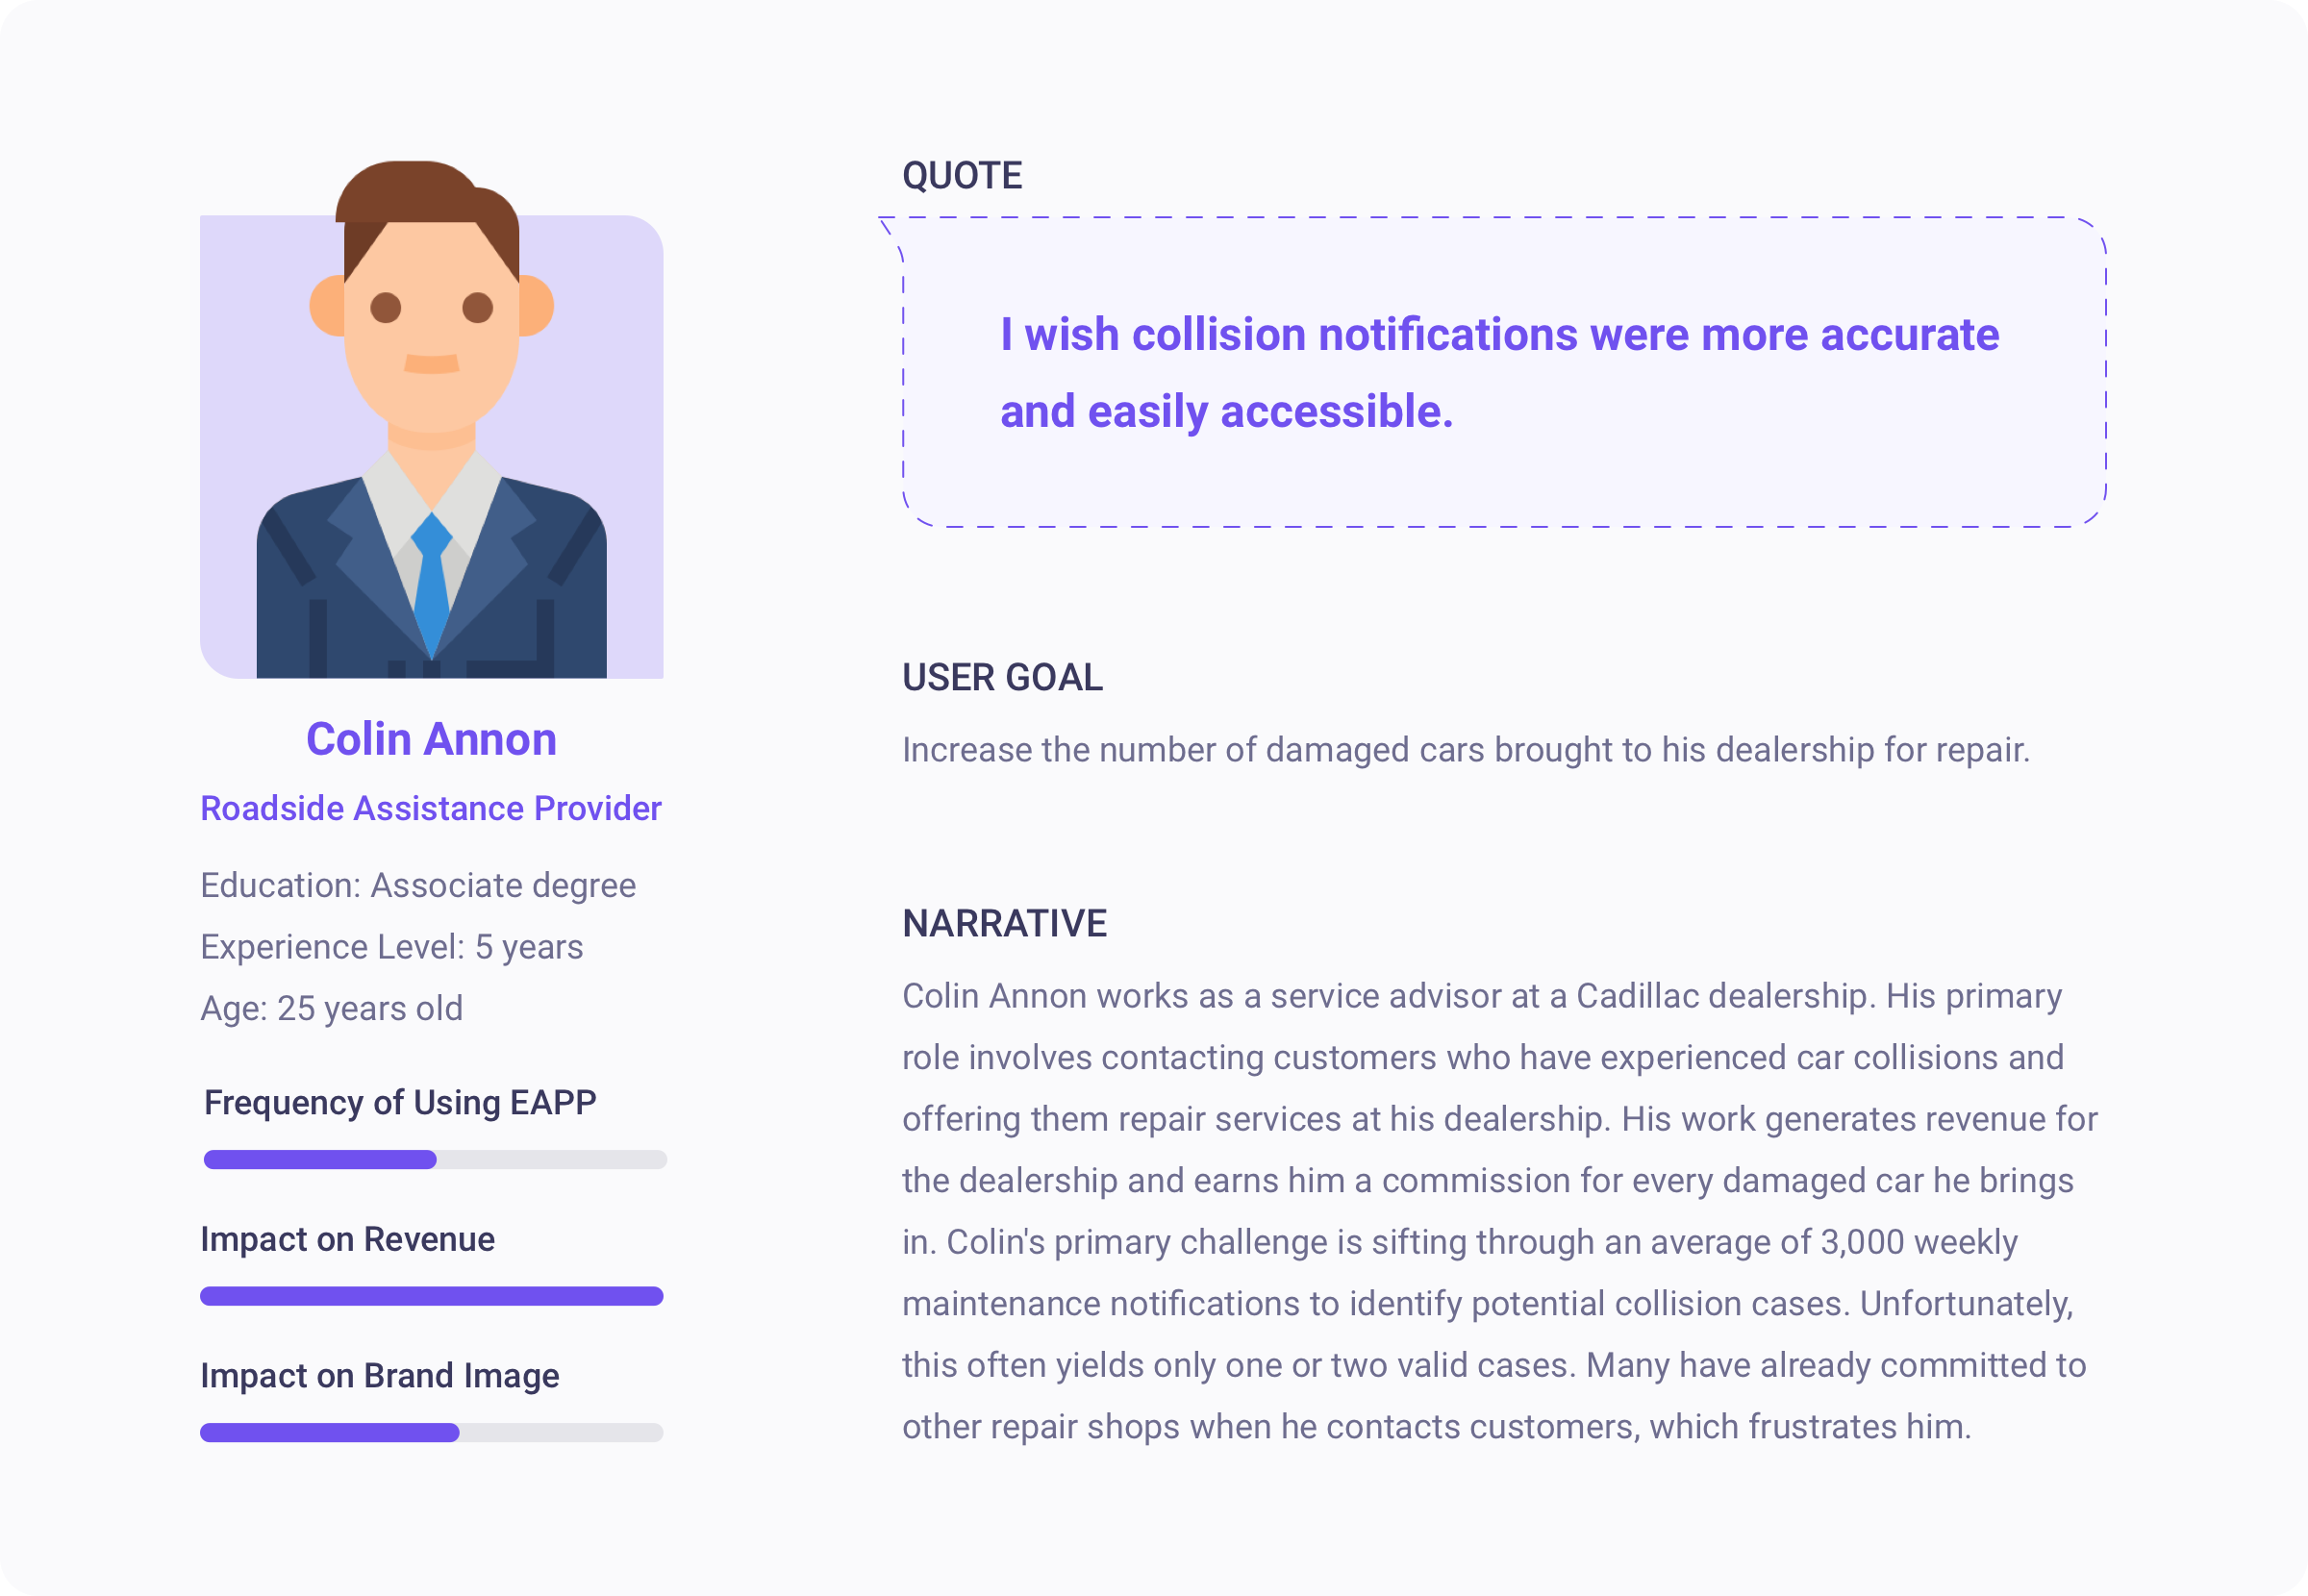 Colin Annon
Roadside Assistance Provider
Education: Associate degree
Experience Level: 5 years
Age: 25 years old
Frequency of Using EAPP
Impact on Revenue
Impact on Brand Image
QUOTE
I wish collision notifications were more accurate
and easily accessible.
USER GOAL
Increase the number of damaged cars brought to his dealership for repair.
NARRATIVE
Colin Annon works as a service advisor at a Cadillac dealership. His primary
role involves contacting customers who have experienced car collisions and
offering them repair services at his dealership. His work generates revenue for
the dealership and earns him a commission for every damaged car he brings
in. Colin's primary challenge is sifting through an average of 3,000 weekly
maintenance notifications to identify potential collision cases. Unfortunately,
this often yields only one or two valid cases. Many have already committed to
other repair shops when he contacts customers, which frustrates him.